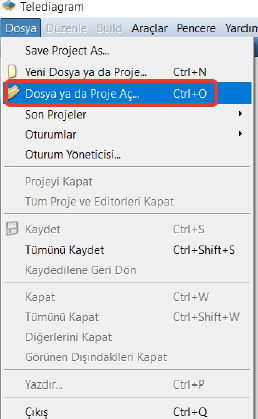 Telediagram
Dosya Düzenle Build Araçlar Pencere Yardım
Save Project As...
Yeni Dosya ya da Proje... Ctrl+N
Dosya ya da Proje Aç... Ctrl+O
Son Projeler
Oturumlar
Oturum Yöneticisi...
Projeyi Kapat
Tüm Proje ve Editörleri Kapat
Kaydet Ctrl+S
Tümünü Kaydet Ctrl+Shift+S
Kaydedilene Geri Dön
Kapat Ctrl+W
Tümünü Kapat Ctrl+Shift+W
Diğerlerini Kapat
Görünen Dışındakileri Kapat
Yazdır... Ctrl+P
Çıkış Ctrl+Q